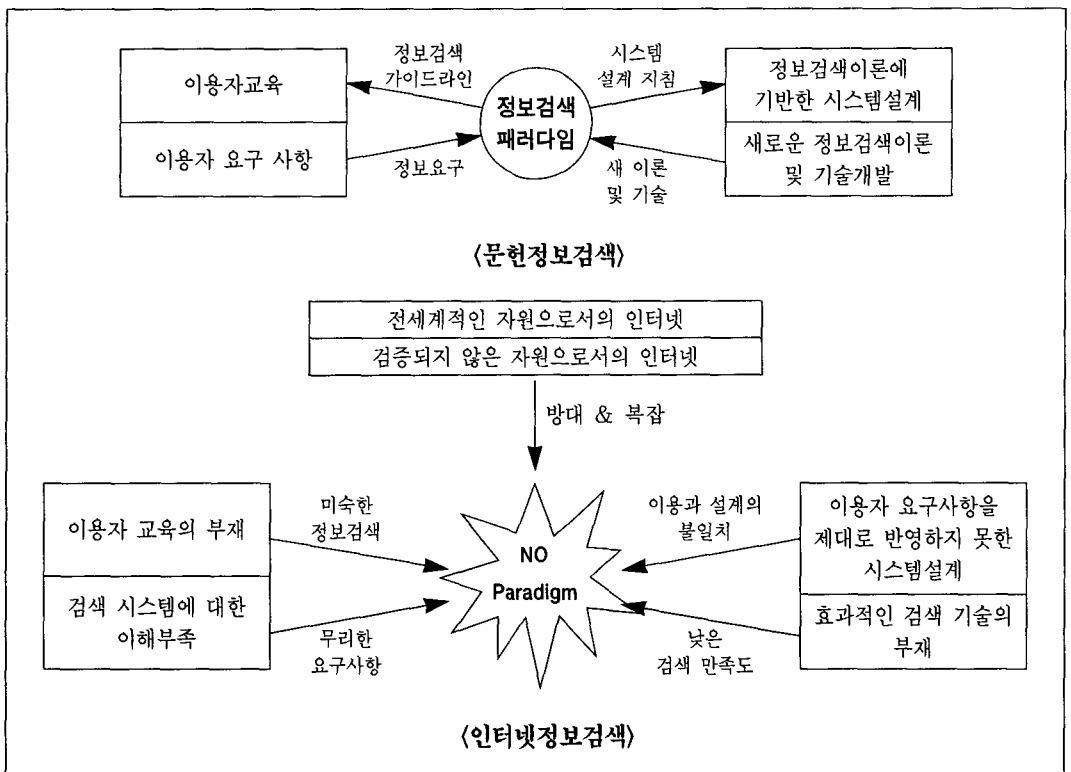 이용자교육
이용자 요구 사항
정보검색
가이드라인
정보요구
정보검색
패러다임
시스템
설계 지침
새 이론
및 기술
정보검색이론에
기반한 시스템설계
새로운 정보검색이론
및 기술개발
〈문헌정보검색〉
전세계적인 자원으로서의 인터넷
검증되지 않은 자원으로서의 인터넷
방대 & 복잡
이용자 교육의 부재
검색 시스템에 대한
이해부족
미숙한
정보검색
무리한
요구사항
NO
Paradigm
이용과 설계의
불일치
낮은
검색 만족도
이용자 요구사항을
제대로 반영하지 못한
시스템설계
효과적인 검색 기술의
부재
〈인터넷정보검색〉